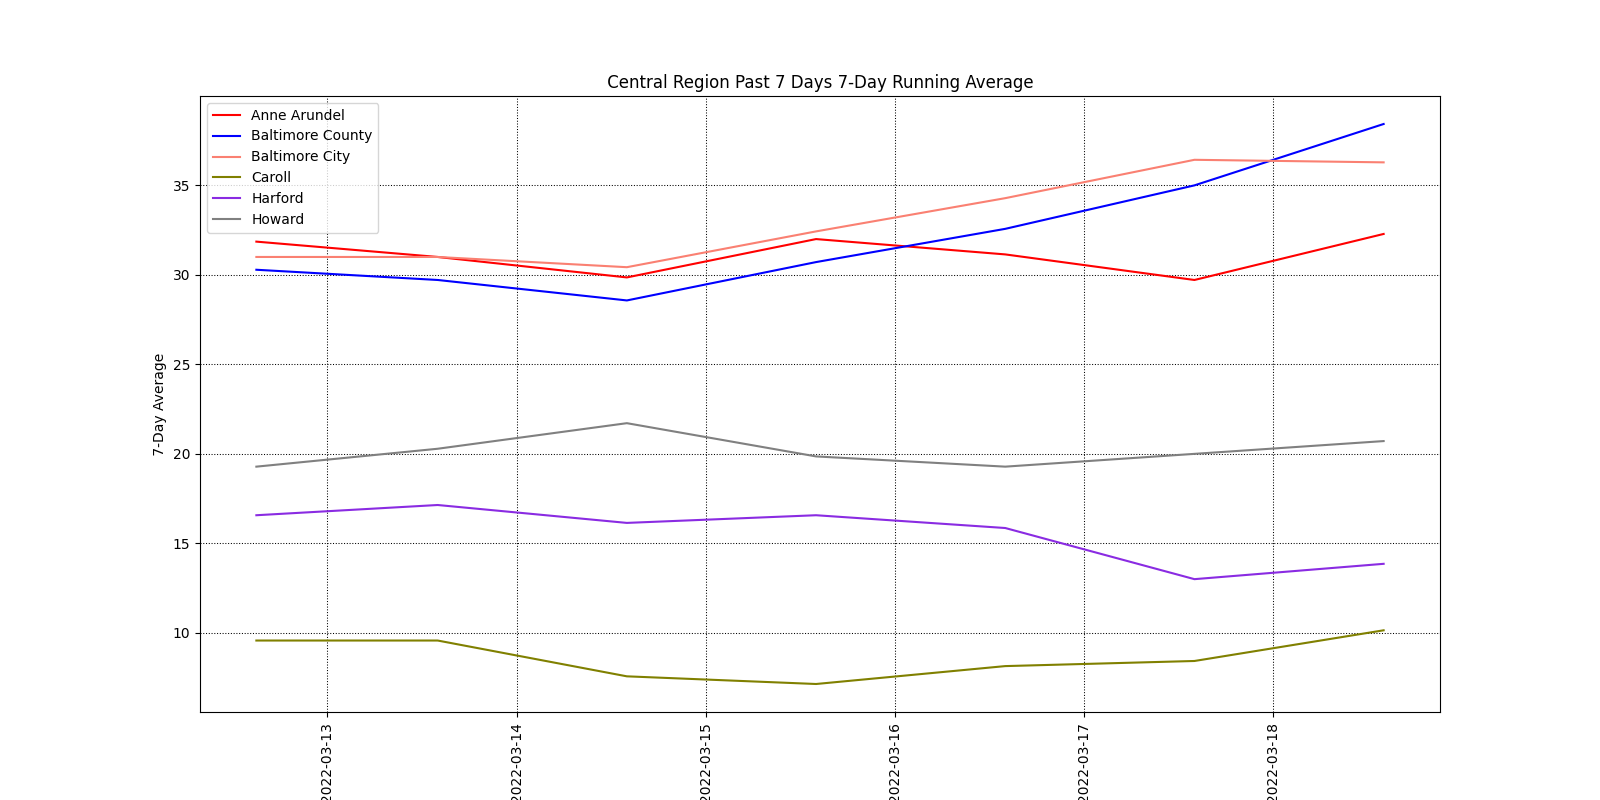 Central Region Past 7 Days 7-Day Running Average
Anne Arundel
Baltimore County
Baltimore City
Caroll
Harford
Howard
7-Day Average
35
30
25
20
15
10
2022-03-13
2022-03-14
2022-03-15
2022-03-16
2022-03-17
2022-03-18